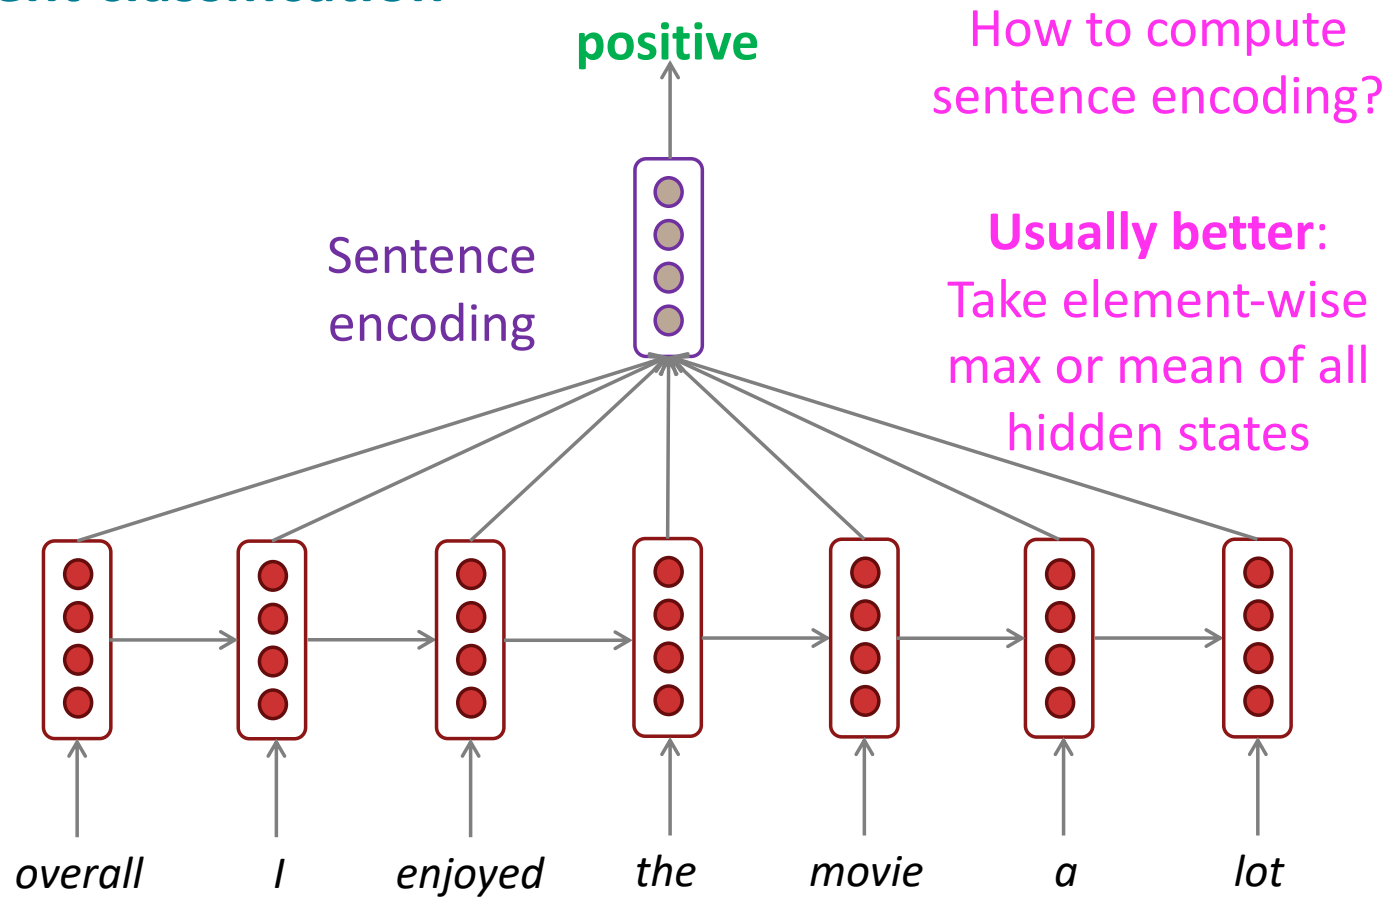 classification
positive
How to compute
sentence encoding?
Sentence
encoding
Usually better:
Take element-wise
max or mean of all
hidden states
overall I enjoyed the movie a lot